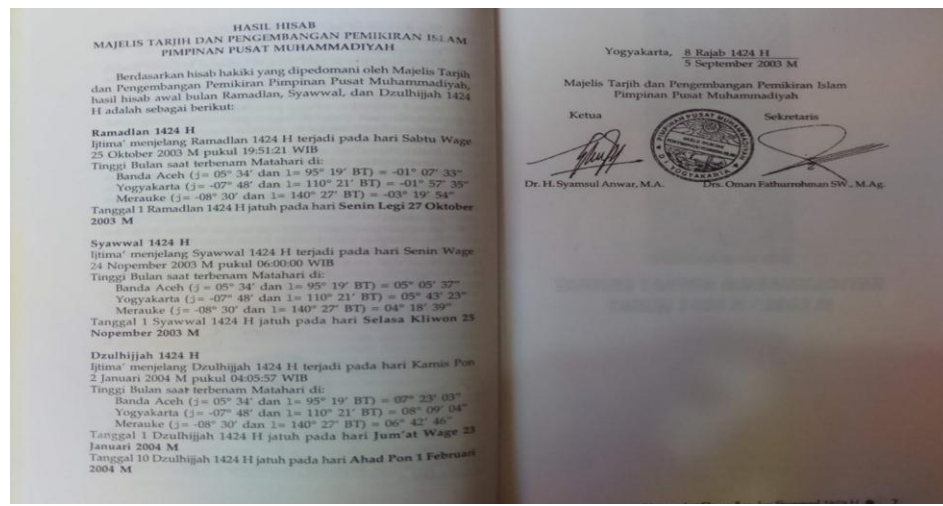 HASIL HISAB
MAJELIS TARJIH DAN PENGEMBANGAN PEMIKIRAN ISLAM
PIMPINAN PUSAT MUHAMMADIYAH
Berdasarkan hisab hakiki yang dipedomani oleh Majelis Tarjih
dan Pengembangan Pemikiran Pimpinan Pusat Muhammadiyah,
hasil hisab awal bulan Ramadlan, Syawwal, dan Dzulhijjah 1424
H adalah sebagai berikut:
Ramadlan 1424 H
Ijtima' menjelang Ramadlan 1424 H terjadi pada hari Sabtu Wage
25 Oktober 2003 M pukul 19:51:21 WIB
Tinggi Bulan saat terbenam Matahari di:
Banda Aceh (j= 05° 34' dan l= 95° 19' BT) = -01° 07' 33"
Yogyakarta (j= -07° 48' dan l= 110° 21' BT) = -01° 57' 35"
Merauke (j= -08° 30' dan l= 140° 27' BT) = -03° 19' 54"
Tanggal 1 Ramadlan 1424 H jatuh pada hari Senin Legi 27 Oktober
2003 M
Syawwal 1424 H
Ijtima' menjelang Syawwal 1424 H terjadi pada hari Senin Wage
24 Nopember 2003 M pukul 06:00:00 WIB
Tinggi Bulan saat terbenam Matahari di:
Banda Aceh (j= 05° 34' dan l= 95° 19' BT) = 05° 05' 37"
Yogyakarta (j= -07° 48' dan l= 110° 21' BT) = 05° 43' 23"
Merauke (j= -08° 30' dan l= 140° 27' BT) = 04° 18' 39"
Tanggal 1 Syawwal 1424 H jatuh pada hari Selasa Kliwon 25
Nopember 2003 M
Dzulhijjah 1424 H
Ijtima' menjelang Dzulhijjah 1424 H terjadi pada hari Kamis Pon
2 Januari 2004 M pukul 04:05:57 WIB
Tinggi Bulan saat terbenam Matahari di:
Banda Aceh (j= 05° 34' dan l= 95° 19' BT) = 07° 23' 03"
Yogyakarta (j= -07° 48' dan l= 110° 21' BT) = 08° 09' 04"
Merauke (j= -08° 30' dan l= 140° 27' BT) = 06° 42' 46"
Tanggal 1 Dzulhijjah 1424 H jatuh pada hari Jum'at Wage 23
Januari 2004 M
Tanggal 10 Dzulhijjah 1424 H jatuh pada hari Ahad Pon 1 Februari
2004 M
Yogyakarta, 8 Rajab 1424 H
5 September 2003 M
Majelis Tarjih dan Pengembangan Pemikiran Islam
Pimpinan Pusat Muhammadiyah
Ketua Sekretaris
PIMPINAN PUSAT MUHAMMADIYAH
YOGYAKARTA
Dr. H. Syamsul Anwar, M.A. Drs. Oman Fathurrohman SW., M.Ag.